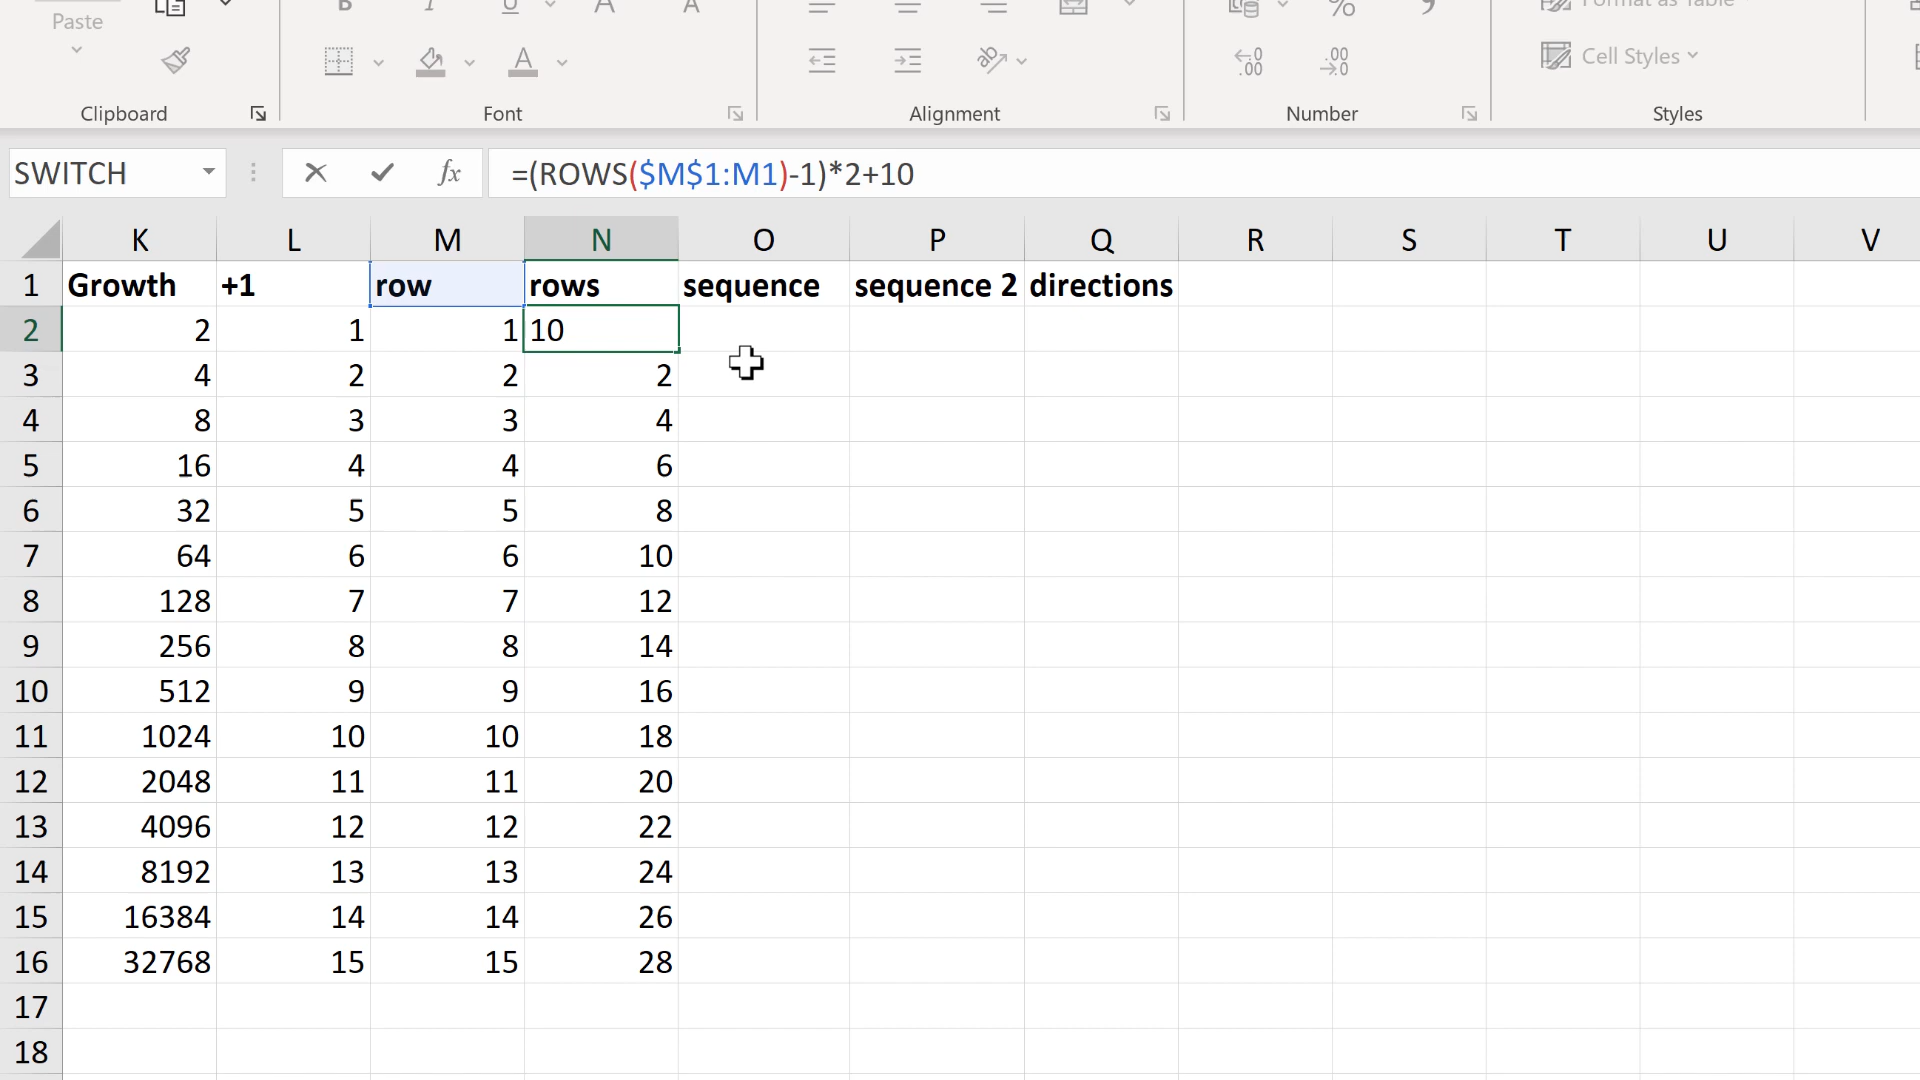 Paste
Format as Table
Cell Styles
Clipboard Font Alignment Number Styles
SWITCH fx =(ROWS($M$1:M1)-1)*2+10
K L M N O P Q R S T U V
1 Growth +1 row rows sequence sequence 2 directions
2 2 1 1 10
3 4 2 2 2
4 8 3 3 4
5 16 4 4 6
6 32 5 5 8
7 64 6 6 10
8 128 7 7 12
9 256 8 8 14
10 512 9 9 16
11 1024 10 10 18
12 2048 11 11 20
13 4096 12 12 22
14 8192 13 13 24
15 16384 14 14 26
16 32768 15 15 28
17
18